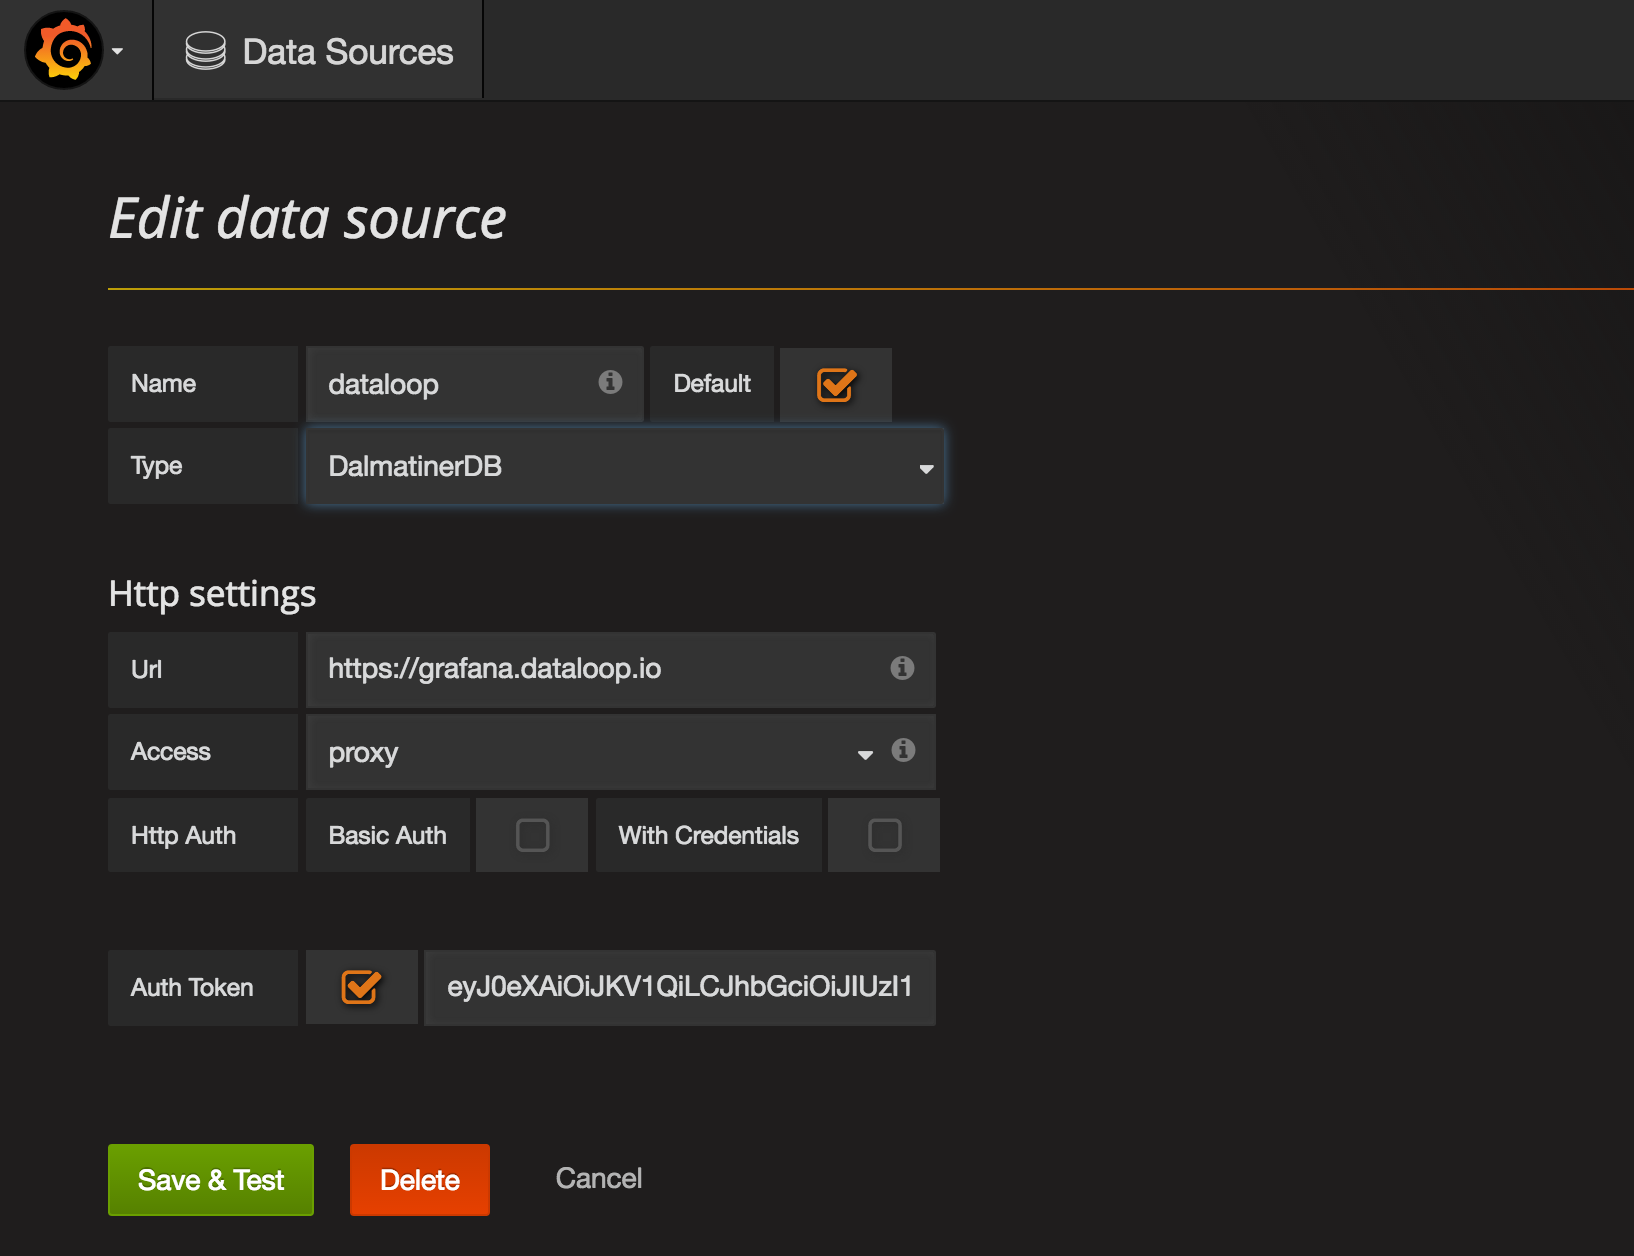 Data Sources
Edit data source
Name dataloop Default
Type DalmatinerDB
Http settings
Url https://grafana.dataloop.io
Access proxy
Http Auth Basic Auth With Credentials
Auth Token eyJ0eXAiOiJKV1QiLCJhbGciOiJIUzI1
Save & Test Delete Cancel